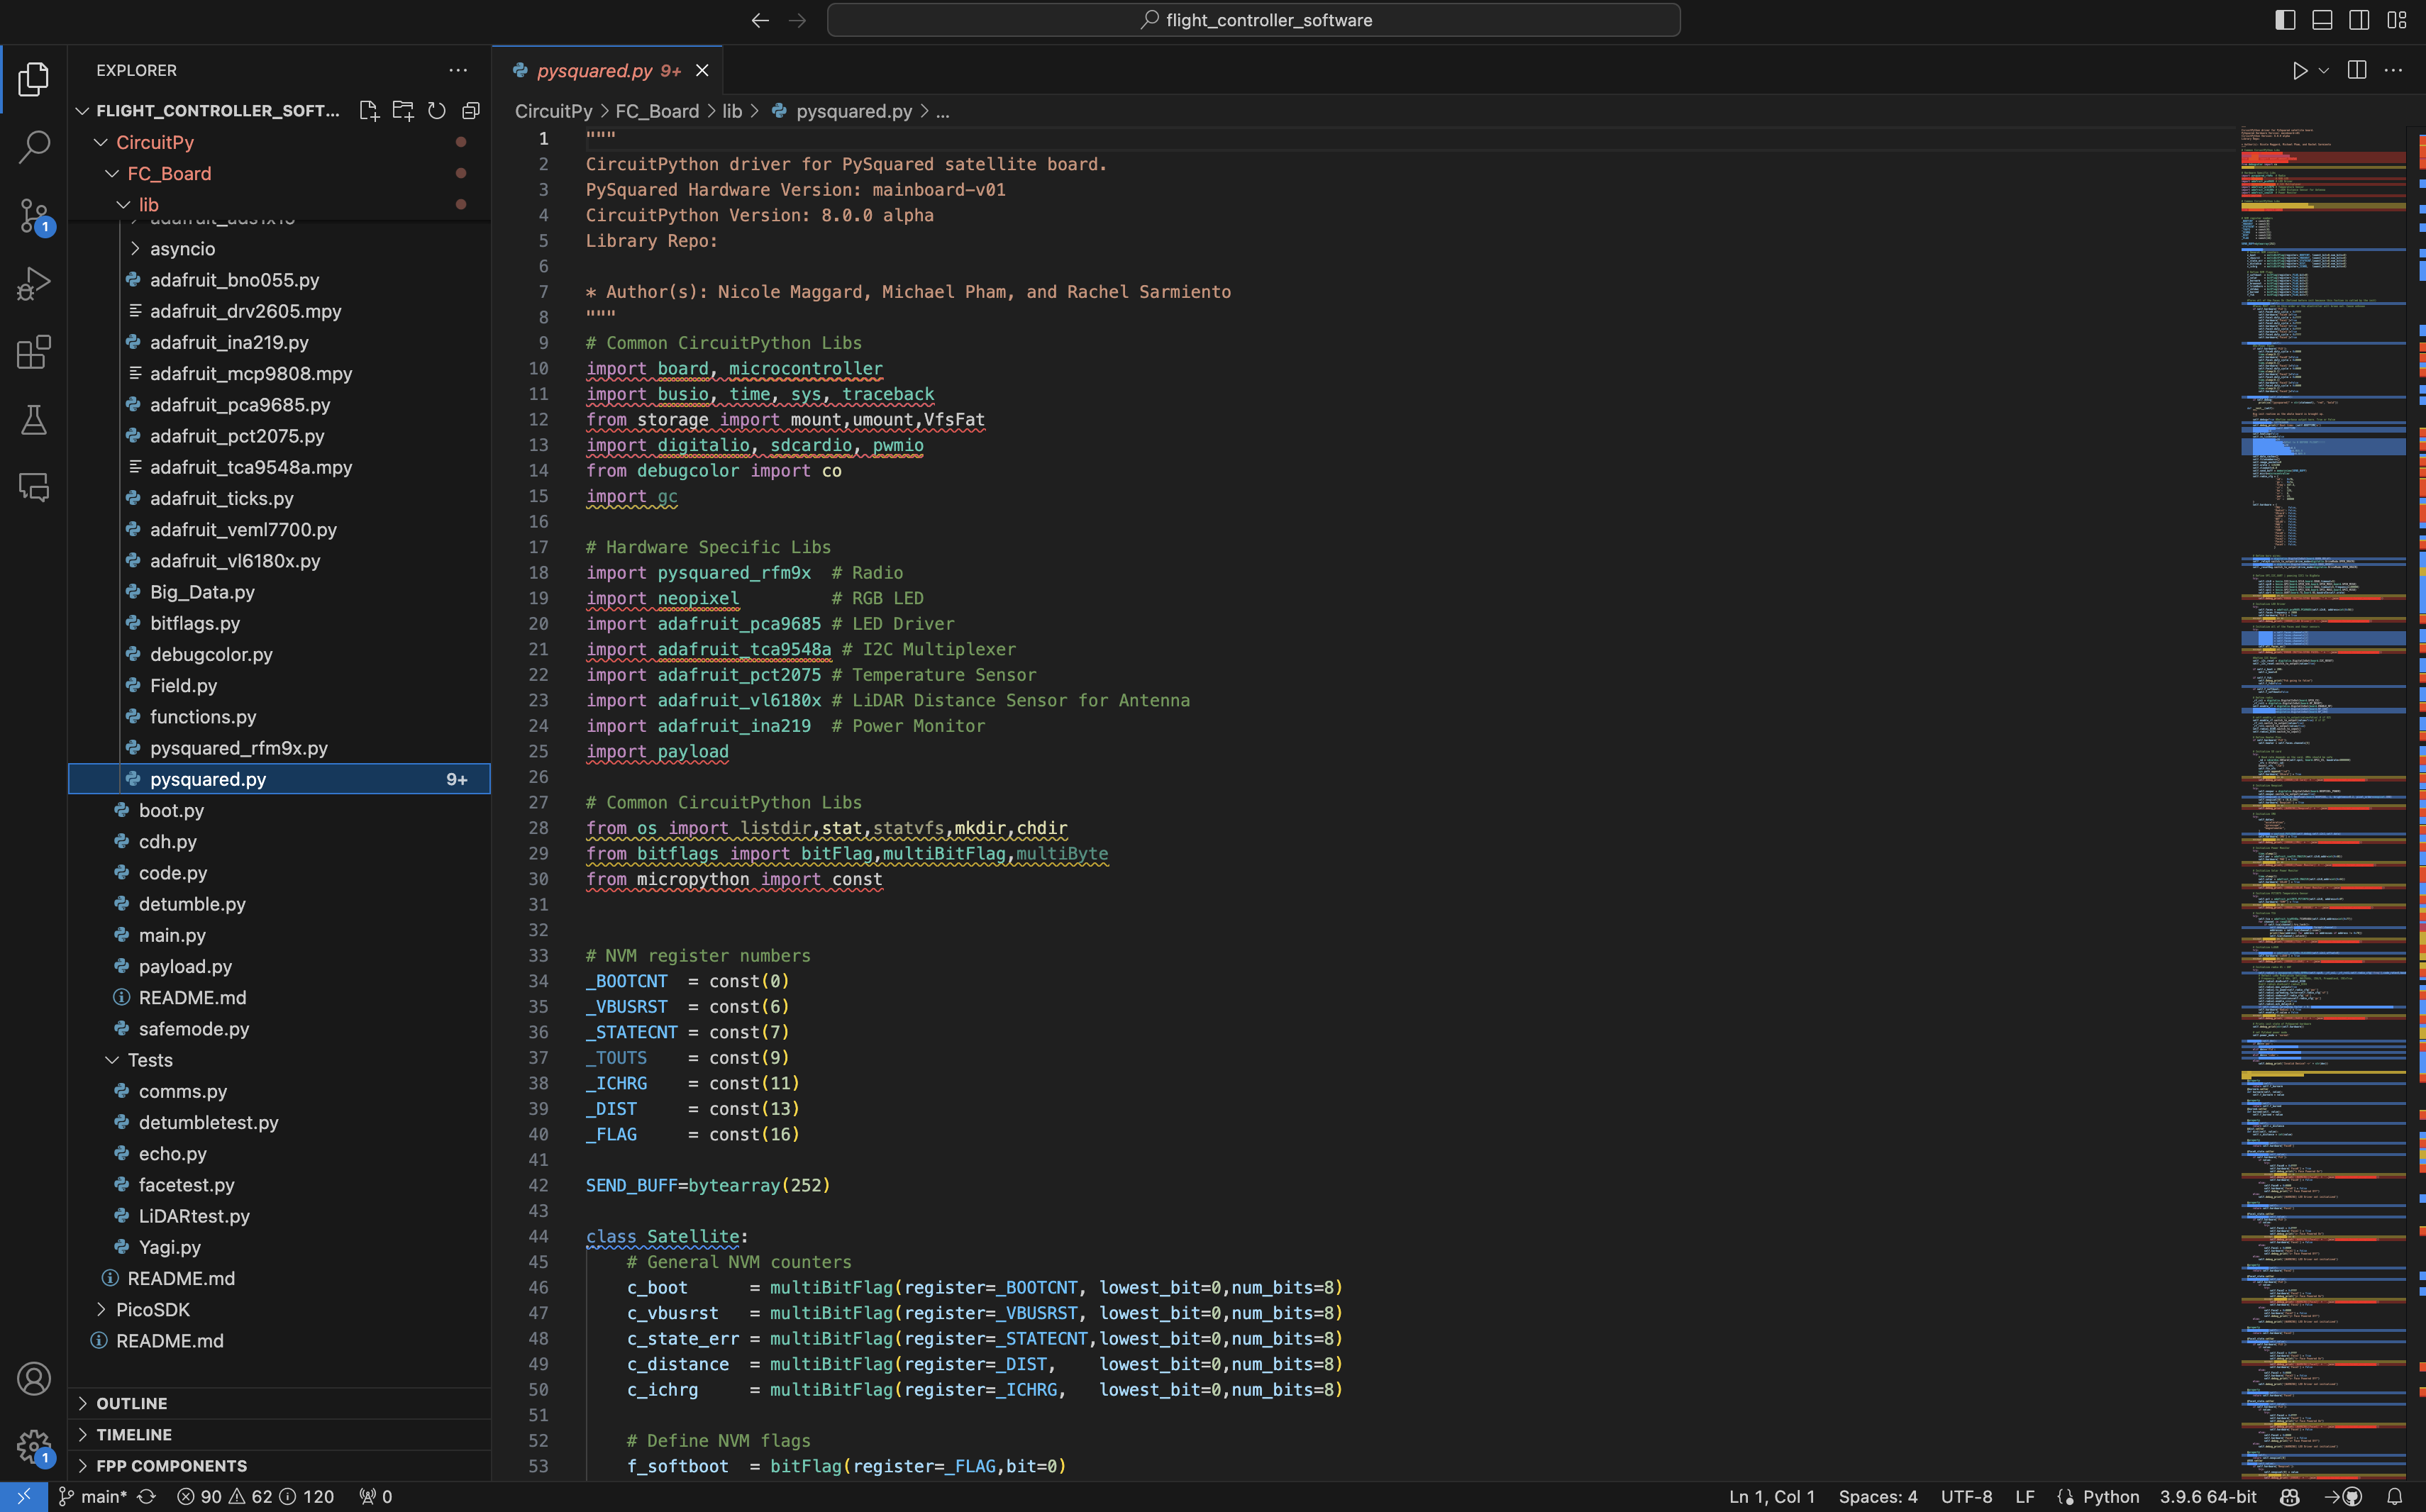 flight_controller_software
EXPLORER
FLIGHT_CONTROLLER_SOFT...
CircuitPy
FC_Board
lib
adafruit_ads1x15
asyncio
adafruit_bno055.py
adafruit_drv2605.mpy
adafruit_ina219.py
adafruit_mcp9808.mpy
adafruit_pca9685.py
adafruit_pct2075.py
adafruit_tca9548a.mpy
adafruit_ticks.py
adafruit_veml7700.py
adafruit_vl6180x.py
Big_Data.py
bitflags.py
debugcolor.py
Field.py
functions.py
pysquared_rfm9x.py
pysquared.py 9+
boot.py
cdh.py
code.py
detumble.py
main.py
payload.py
README.md
safemode.py
Tests
comms.py
detumbletest.py
echo.py
facetest.py
LiDARtest.py
Yagi.py
README.md
PicoSDK
README.md
OUTLINE
TIMELINE
FPP COMPONENTS
1
1
pysquared.py 9+
CircuitPy > FC_Board > lib > pysquared.py > ...
1 """
2 CircuitPython driver for PySquared satellite board.
3 PySquared Hardware Version: mainboard-v01
4 CircuitPython Version: 8.0.0 alpha
5 Library Repo:
6
7 * Author(s): Nicole Maggard, Michael Pham, and Rachel Sarmiento
8 """
9 # Common CircuitPython Libs
10 import board, microcontroller
11 import busio, time, sys, traceback
12 from storage import mount,umount,VfsFat
13 import digitalio, sdcardio, pwmio
14 from debugcolor import co
15 import gc
16
17 # Hardware Specific Libs
18 import pysquared_rfm9x  # Radio
19 import neopixel         # RGB LED
20 import adafruit_pca9685 # LED Driver
21 import adafruit_tca9548a # I2C Multiplexer
22 import adafruit_pct2075 # Temperature Sensor
23 import adafruit_vl6180x # LiDAR Distance Sensor for Antenna
24 import adafruit_ina219  # Power Monitor
25 import payload
26
27 # Common CircuitPython Libs
28 from os import listdir,stat,statvfs,mkdir,chdir
29 from bitflags import bitFlag,multiBitFlag,multiByte
30 from micropython import const
31
32
33 # NVM register numbers
34 _BOOTCNT  = const(0)
35 _VBUSRST  = const(6)
36 _STATECNT = const(7)
37 _TOUTS    = const(9)
38 _ICHRG    = const(11)
39 _DIST     = const(13)
40 _FLAG     = const(16)
41
42 SEND_BUFF=bytearray(252)
43
44 class Satellite:
45     # General NVM counters
46     c_boot      = multiBitFlag(register=_BOOTCNT, lowest_bit=0,num_bits=8)
47     c_vbusrst   = multiBitFlag(register=_VBUSRST, lowest_bit=0,num_bits=8)
48     c_state_err = multiBitFlag(register=_STATECNT,lowest_bit=0,num_bits=8)
49     c_distance  = multiBitFlag(register=_DIST,    lowest_bit=0,num_bits=8)
50     c_ichrg     = multiBitFlag(register=_ICHRG,   lowest_bit=0,num_bits=8)
51
52     # Define NVM flags
53     f_softboot  = bitFlag(register=_FLAG,bit=0)
main* 90 62 120 0
Ln 1, Col 1 Spaces: 4 UTF-8 LF Python 3.9.6 64-bit